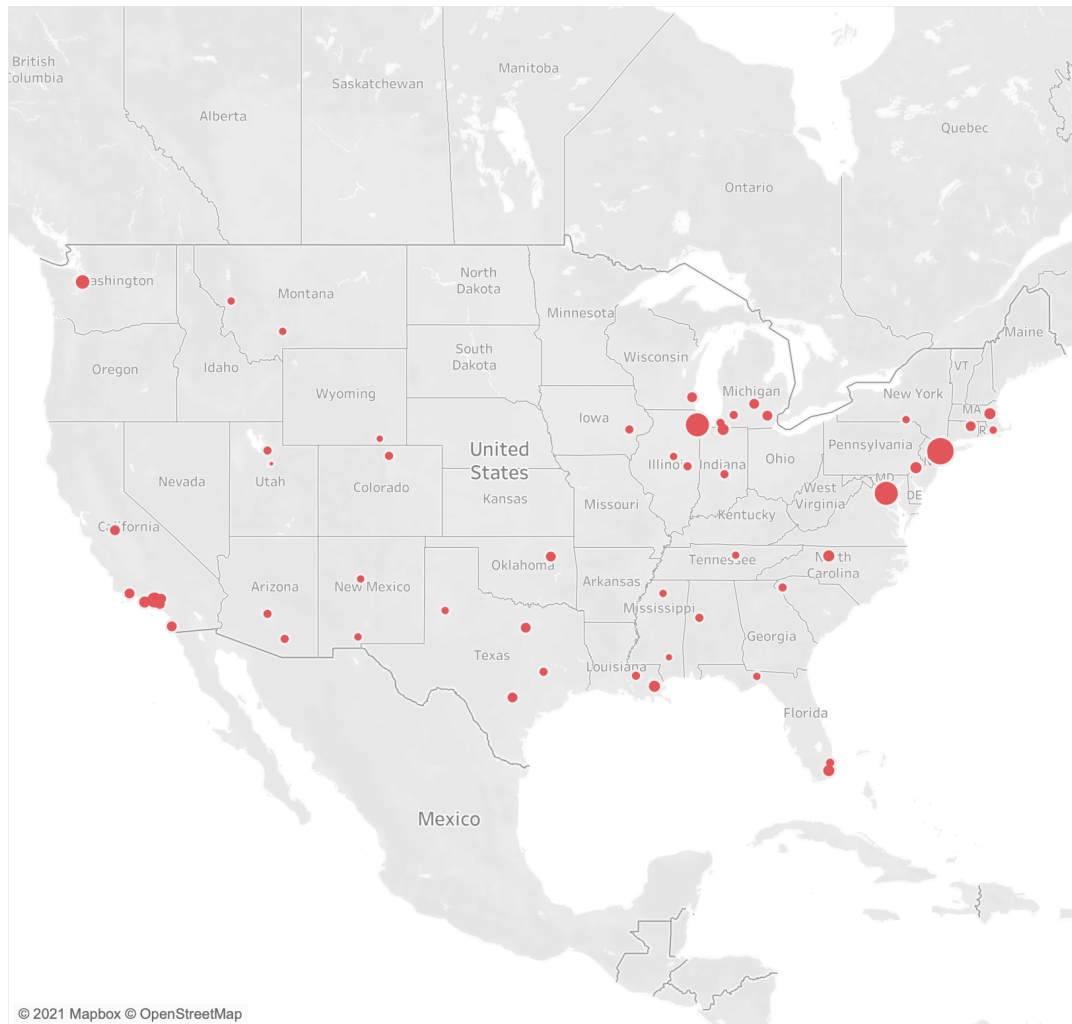 British
Columbia
Alberta
Saskatchewan
Manitoba
Ontario
Quebec
Washington
Montana
North
Dakota
Minnesota
Maine
Oregon
Idaho
South
Dakota
Wisconsin
Michigan
VT
New York
MA
Wyoming
Iowa
Nevada
Utah
Colorado
United
States
Kansas
Illinois
Indiana
Ohio
Pennsylvania
MD
DE
West
Virginia
Missouri
Kentucky
California
Arizona
New Mexico
Oklahoma
Arkansas
Tennessee
North
Carolina
Mississippi
Georgia
Texas
Louisiana
Florida
Mexico
© 2021 Mapbox © OpenStreetMap